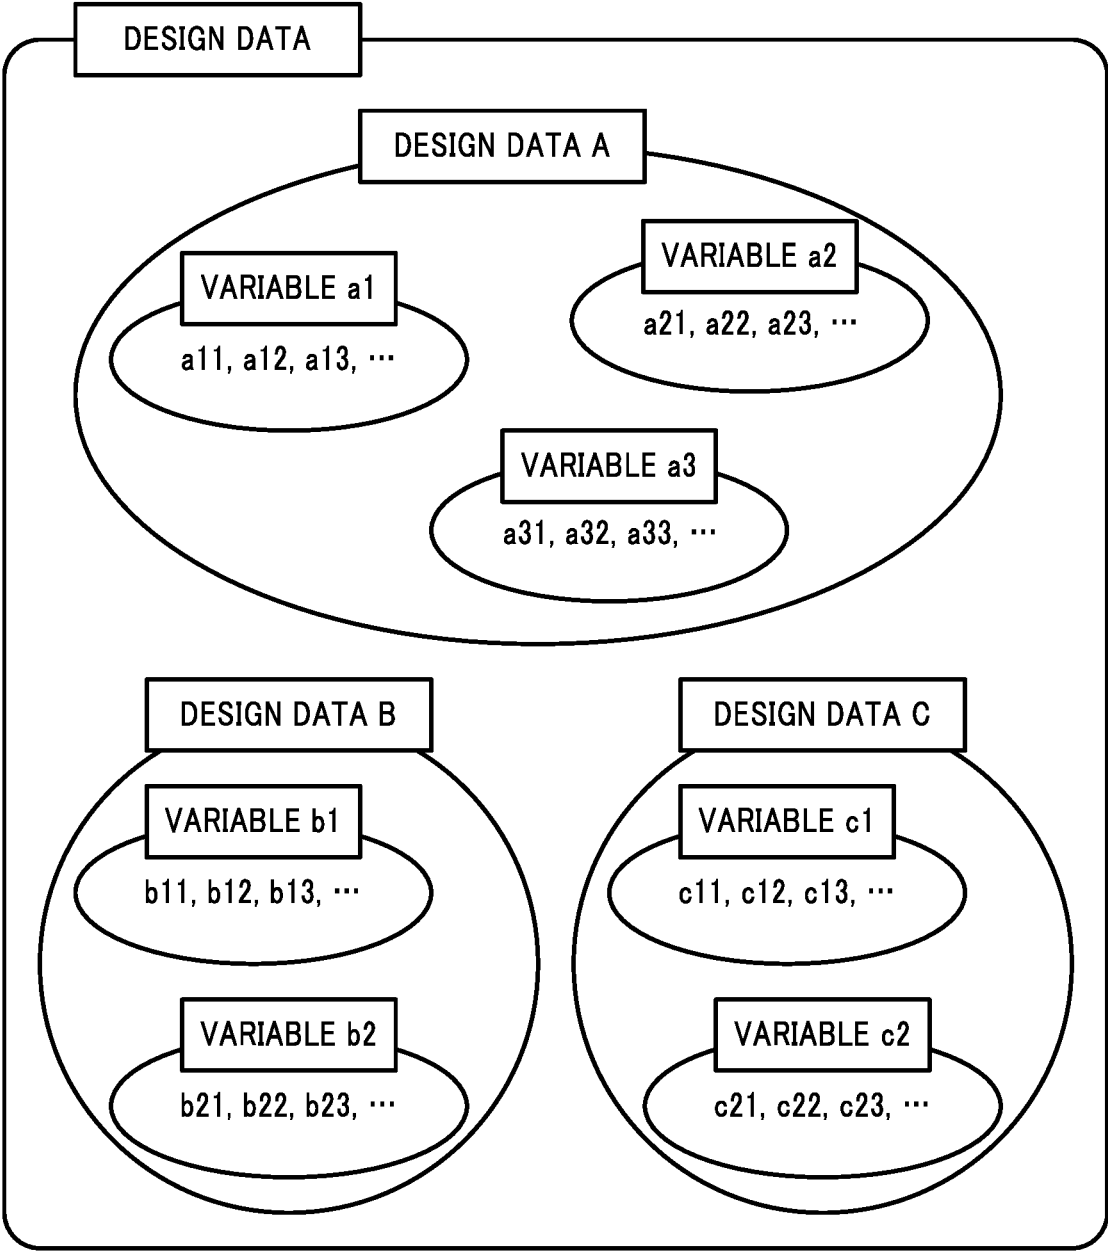 DESIGN DATA
DESIGN DATA A
VARIABLE a1
a11, a12, a13, …
VARIABLE a2
a21, a22, a23, …
VARIABLE a3
a31, a32, a33, …
DESIGN DATA B
VARIABLE b1
b11, b12, b13, …
VARIABLE b2
b21, b22, b23, …
DESIGN DATA C
VARIABLE c1
c11, c12, c13, …
VARIABLE c2
c21, c22, c23, …